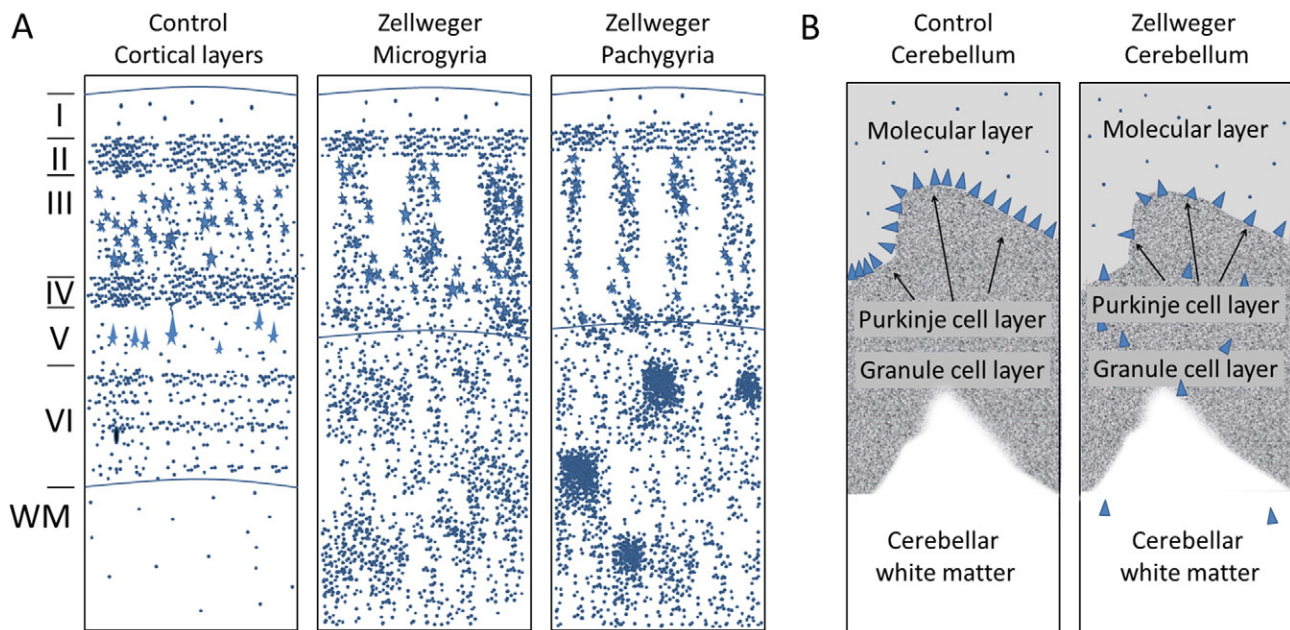 A
Control
Cortical layers
Zellweger
Microgyria
Zellweger
Pachygyria
I
II
III
IV
V
VI
WM
B
Control
Cerebellum
Zellweger
Cerebellum
Molecular layer
Purkinje cell layer
Granule cell layer
Cerebellar
white matter
Molecular layer
Purkinje cell layer
Granule cell layer
Cerebellar
white matter